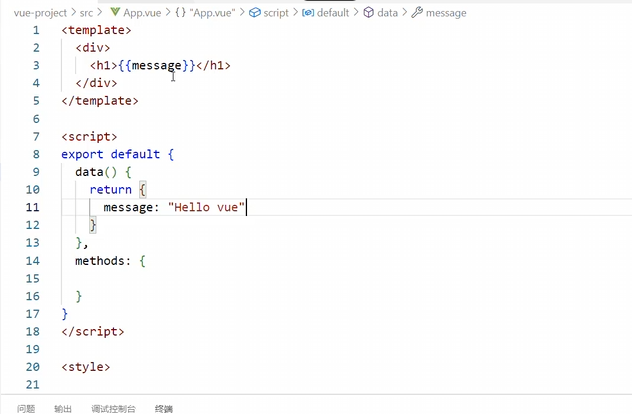 vue-project > src > App.vue > {} "App.vue" > script > default > data > message
1 <template>
2 <div>
3 <h1>{{message}}</h1>
4 </div>
5 </template>
6
7 <script>
8 export default {
9 data() {
10 return {
11 message: "Hello vue"
12 }
13 },
14 methods: {
15
16 }
17 }
18 </script>
19
20 <style>
21
问题 输出 调试控制台 终端